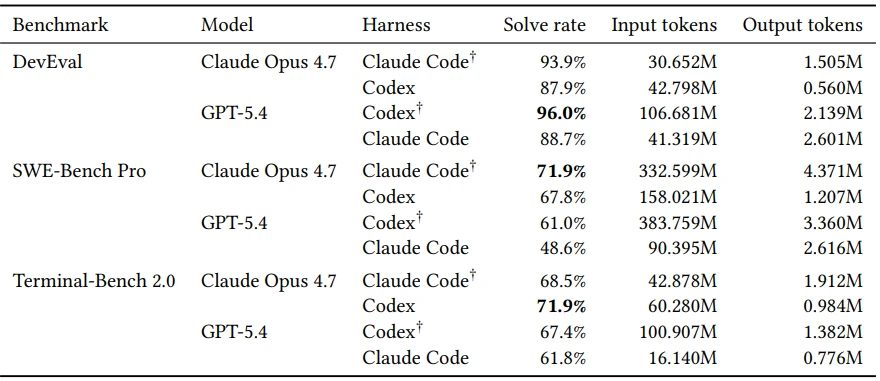 Benchmark Model Harness Solve rate Input tokens Output tokens
DevEval Claude Opus 4.7 Claude Code† 93.9% 30.652M 1.505M
Codex 87.9% 42.798M 0.560M
GPT-5.4 Codex† 96.0% 106.681M 2.139M
Claude Code 88.7% 41.319M 2.601M
SWE-Bench Pro Claude Opus 4.7 Claude Code† 71.9% 332.599M 4.371M
Codex 67.8% 158.021M 1.207M
GPT-5.4 Codex† 61.0% 383.759M 3.360M
Claude Code 48.6% 90.395M 2.616M
Terminal-Bench 2.0 Claude Opus 4.7 Claude Code† 68.5% 42.878M 1.912M
Codex 71.9% 60.280M 0.984M
GPT-5.4 Codex† 67.4% 100.907M 1.382M
Claude Code 61.8% 16.140M 0.776M